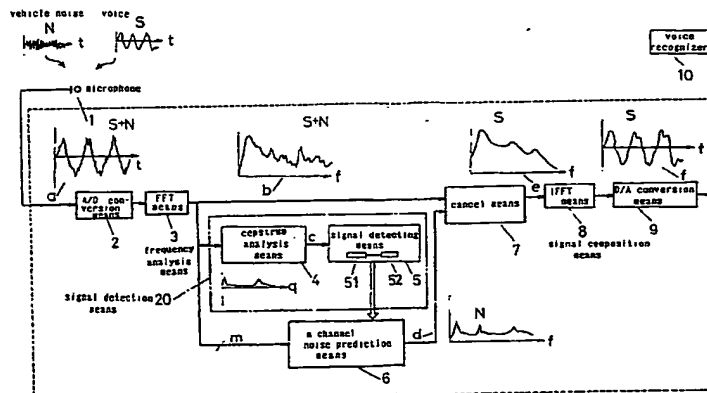 vehicle noise
voice
N
S
t
t
voice
recognizer
10
microphone
1
S+N
t
a
S+N
f
b
S
f
e
S
f
A/D con-
version
means
2
FFT
means
3
frequency
analysis
means
cancel means
7
IFFT
means
8
D/A conversion
means
9
signal composition
means
cepstrum analysis
means
4
c
signal detecting
means
51
52
5
q
20
signal detection
means
m
n channel
noise prediction
means
6
d
N
f